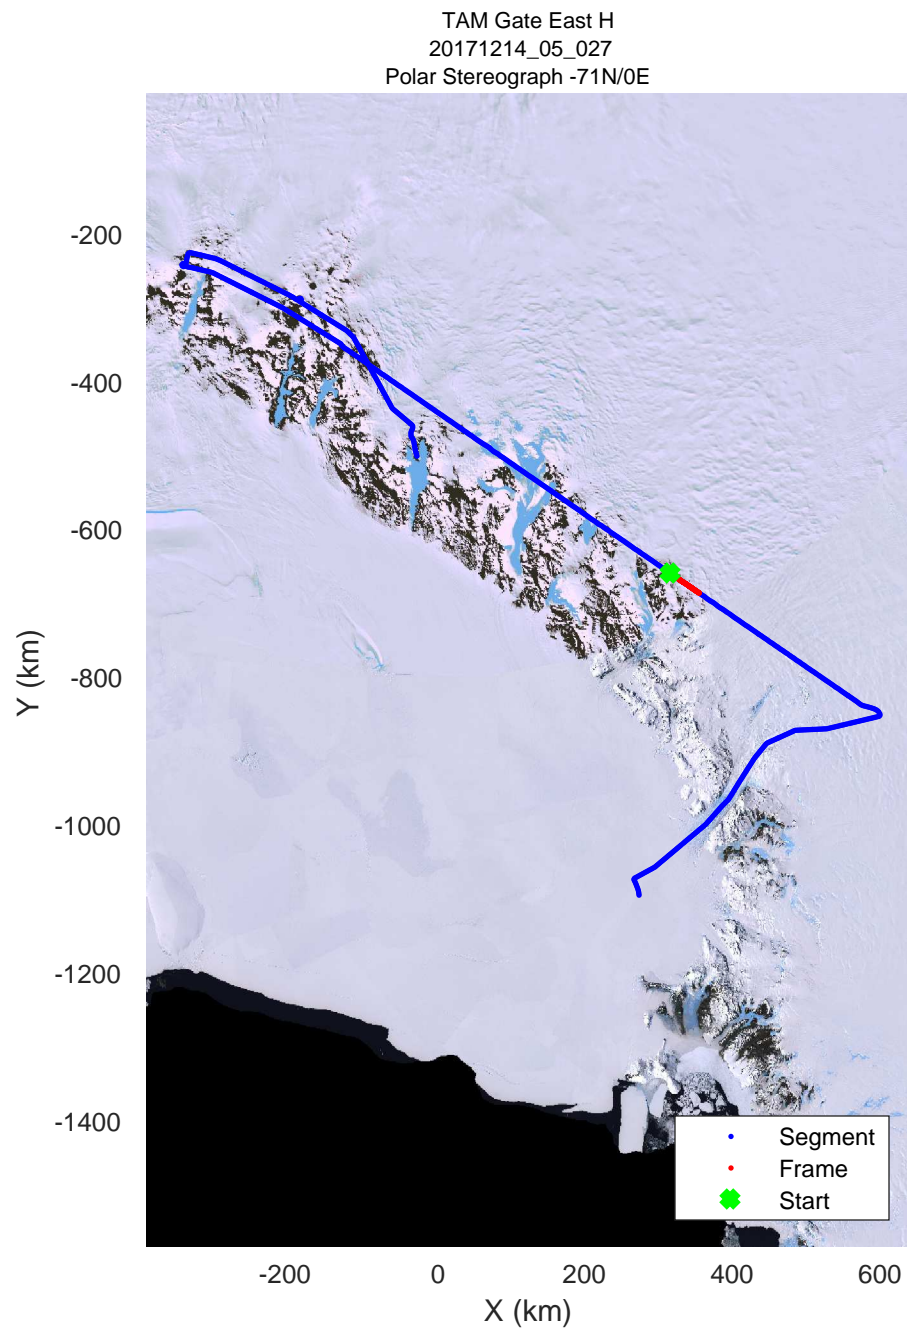 TAM Gate East H
20171214_05_027
Polar Stereograph -71N/0E
-200
-400
-600
-800
-1000
-1200
-1400
Y (km)
Segment
Frame
Start
-200 0 200 400 600
X (km)